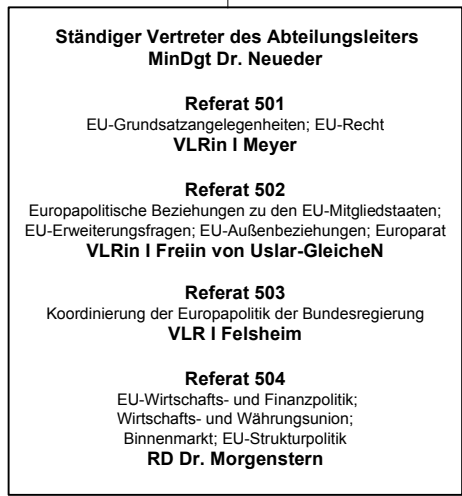 Ständiger Vertreter des Abteilungsleiters
MinDgt Dr. Neueder
Referat 501
EU-Grundsatzangelegenheiten; EU-Recht
VLRin I Meyer
Referat 502
Europapolitische Beziehungen zu den EU-Mitgliedstaaten;
EU-Erweiterungsfragen; EU-Außenbeziehungen; Europarat
VLRin I Freiin von Uslar-GleicheN
Referat 503
Koordinierung der Europapolitik der Bundesregierung
VLR I Felsheim
Referat 504
EU-Wirtschafts- und Finanzpolitik;
Wirtschafts- und Währungsunion;
Binnenmarkt; EU-Strukturpolitik
RD Dr. Morgenstern